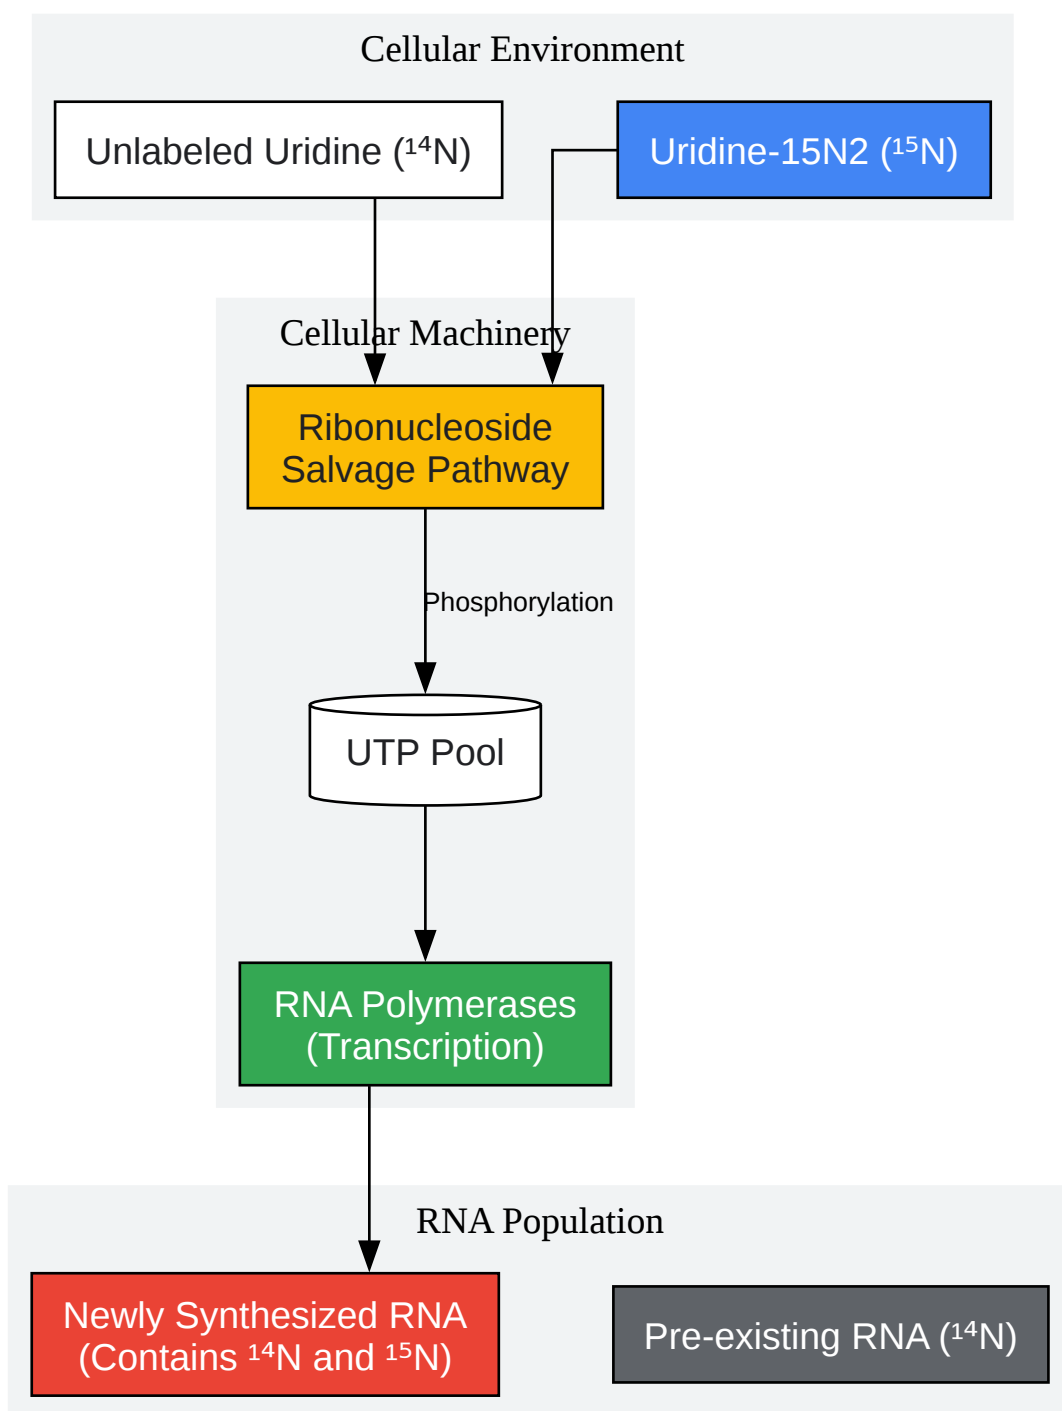 Cellular Environment
Unlabeled Uridine (¹⁴N)
Uridine-15N2 (¹⁵N)
Cellular Machinery
Ribonucleoside
Salvage Pathway
Phosphorylation
UTP Pool
RNA Polymerases
(Transcription)
RNA Population
Newly Synthesized RNA
(Contains ¹⁴N and ¹⁵N)
Pre-existing RNA (¹⁴N)